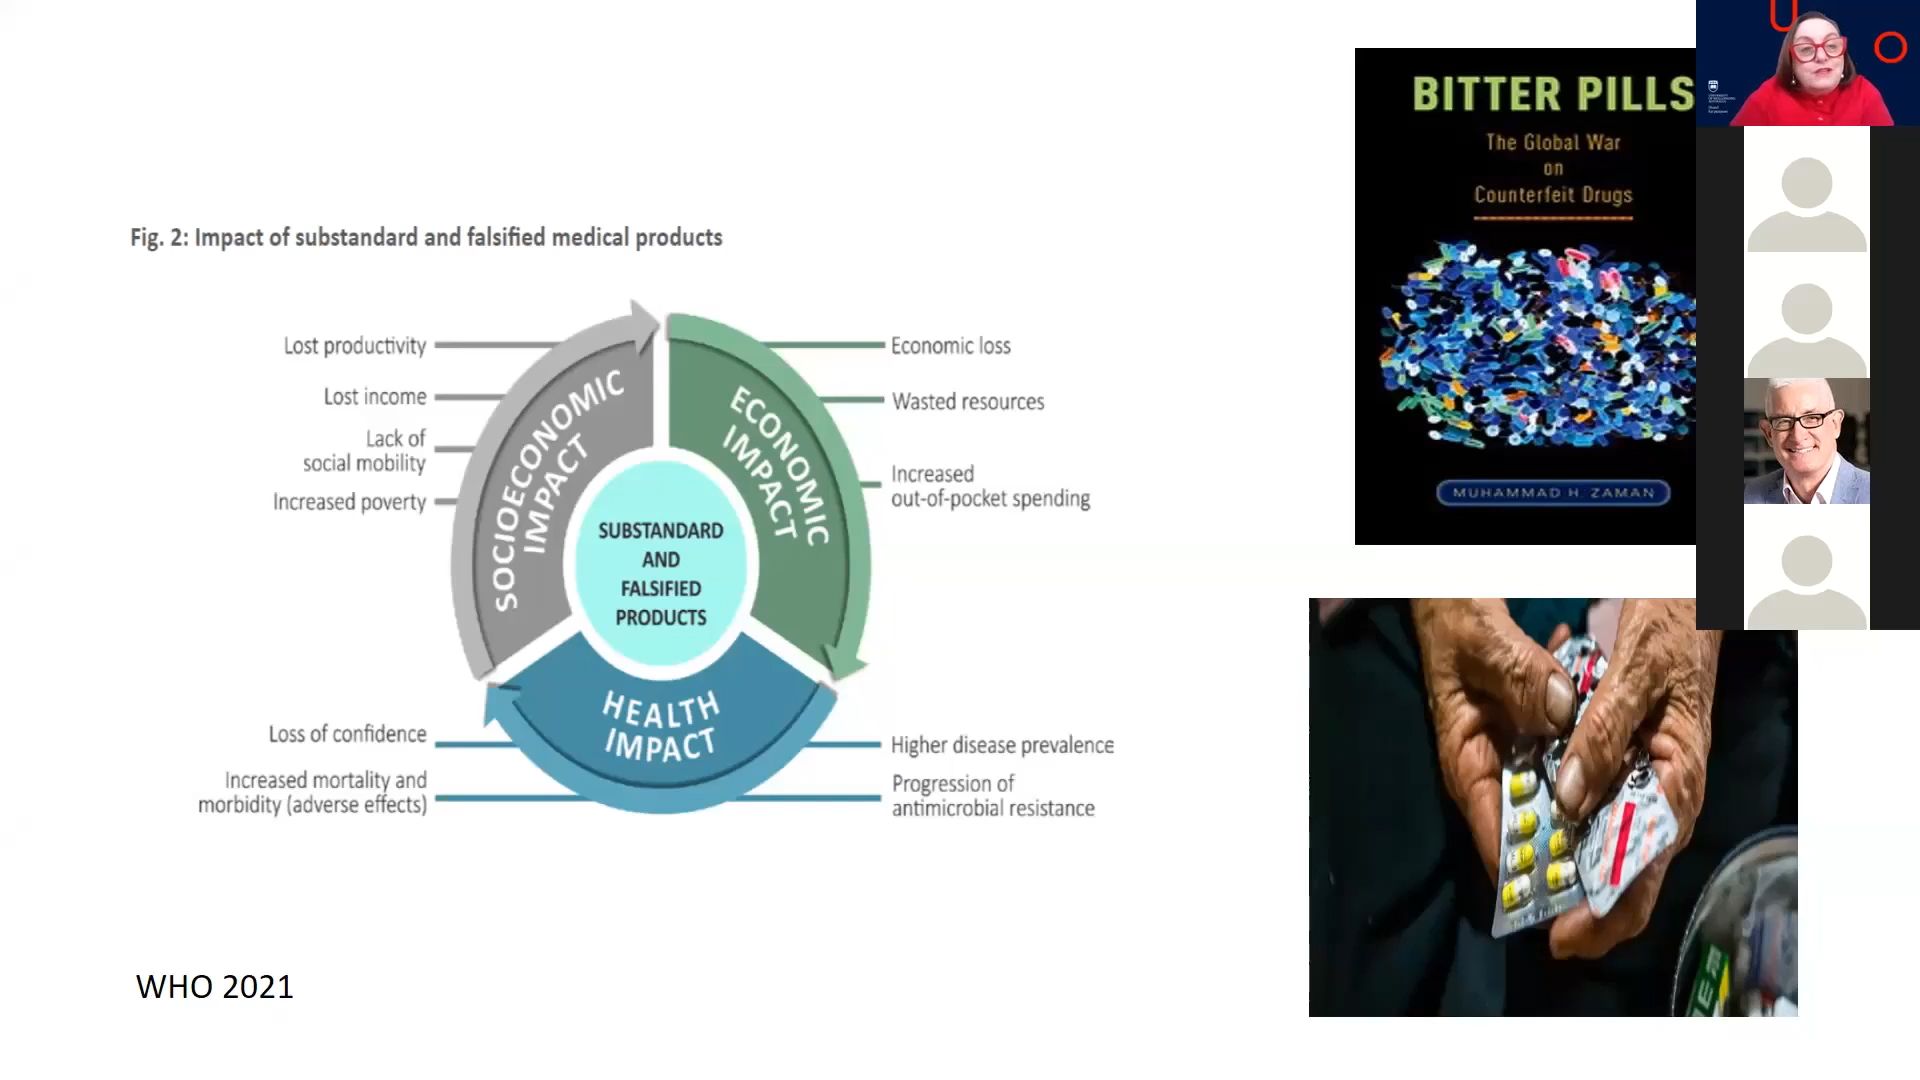 Fig. 2: Impact of substandard and falsified medical products
Lost productivity
Lost income
Lack of
social mobility
Increased poverty
SOCIOECONOMIC
IMPACT
ECONOMIC
IMPACT
Economic loss
Wasted resources
Increased
out-of-pocket spending
SUBSTANDARD
AND
FALSIFIED
PRODUCTS
HEALTH
IMPACT
Loss of confidence
Increased mortality and
morbidity (adverse effects)
Higher disease prevalence
Progression of
antimicrobial resistance
WHO 2021
BITTER PILLS
The Global War
on
Counterfeit Drugs
MUHAMMAD H. ZAMAN